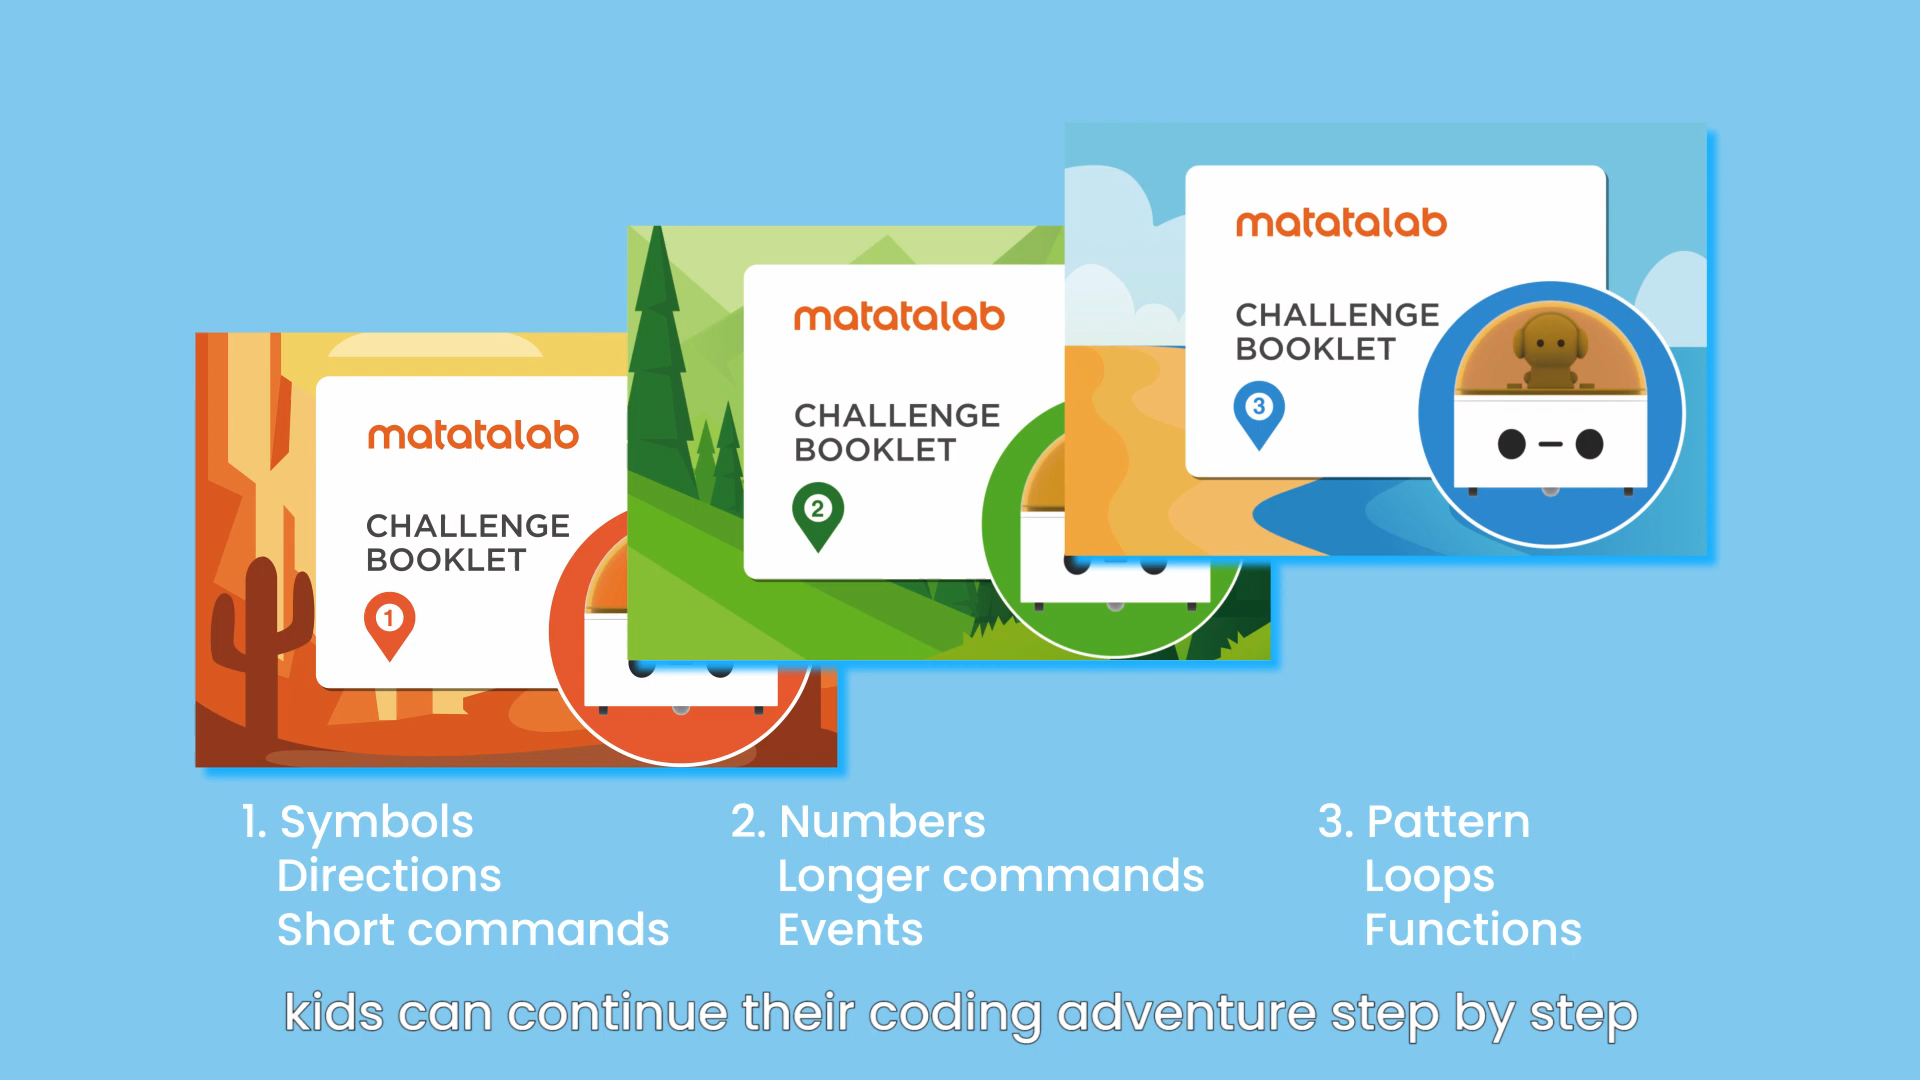 matatalab
CHALLENGE
BOOKLET
1
matatalab
CHALLENGE
BOOKLET
2
matatalab
CHALLENGE
BOOKLET
3
1. Symbols
Directions
Short commands
2. Numbers
Longer commands
Events
3. Pattern
Loops
Functions
kids can continue their coding adventure step by step